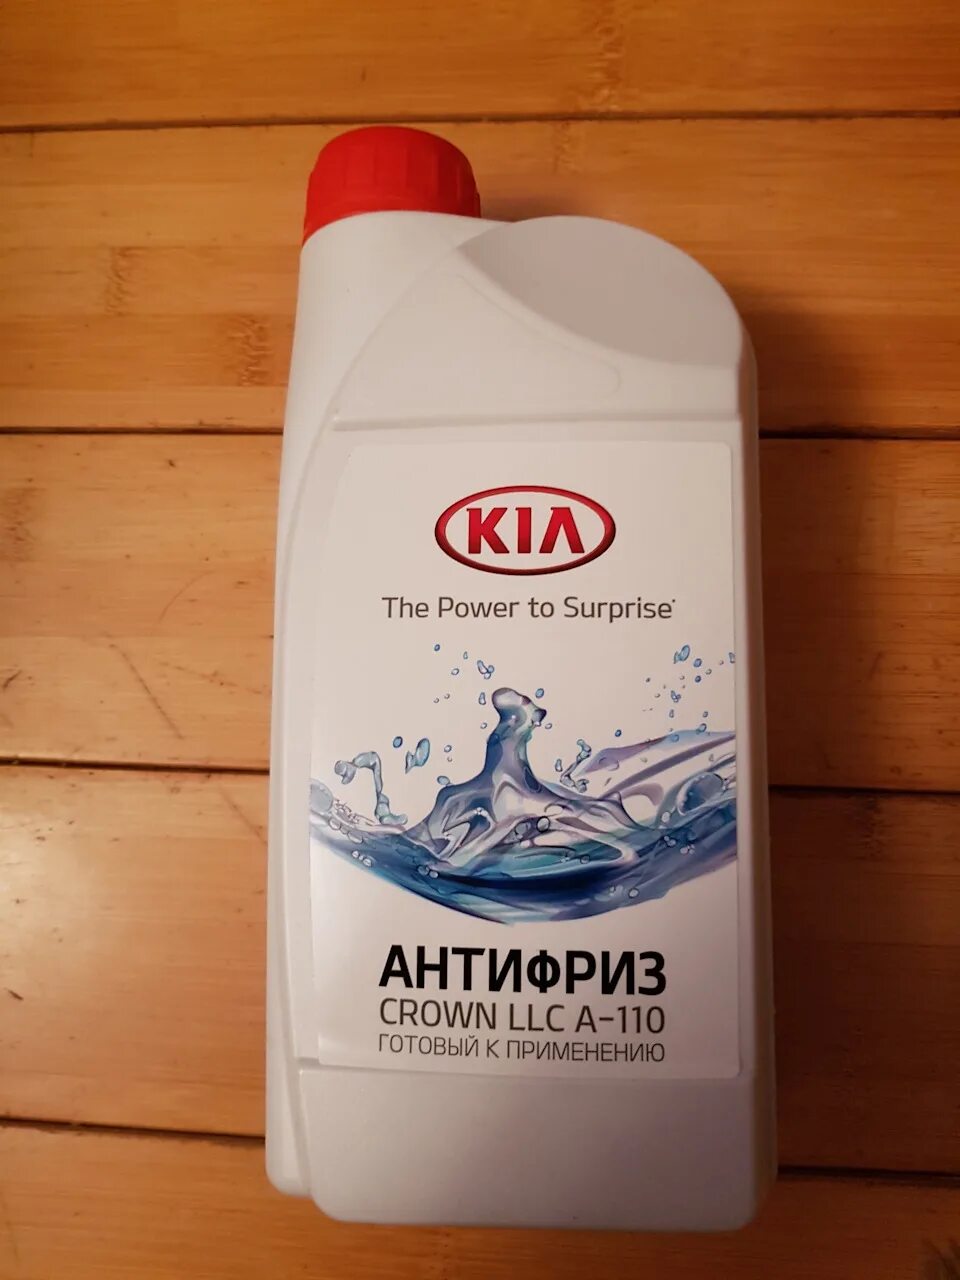 KIA
The Power to Surprise
АНТИФРИЗ
CROWN LLC A-110
ГОТОВЫЙ К ПРИМЕНЕНИЮ